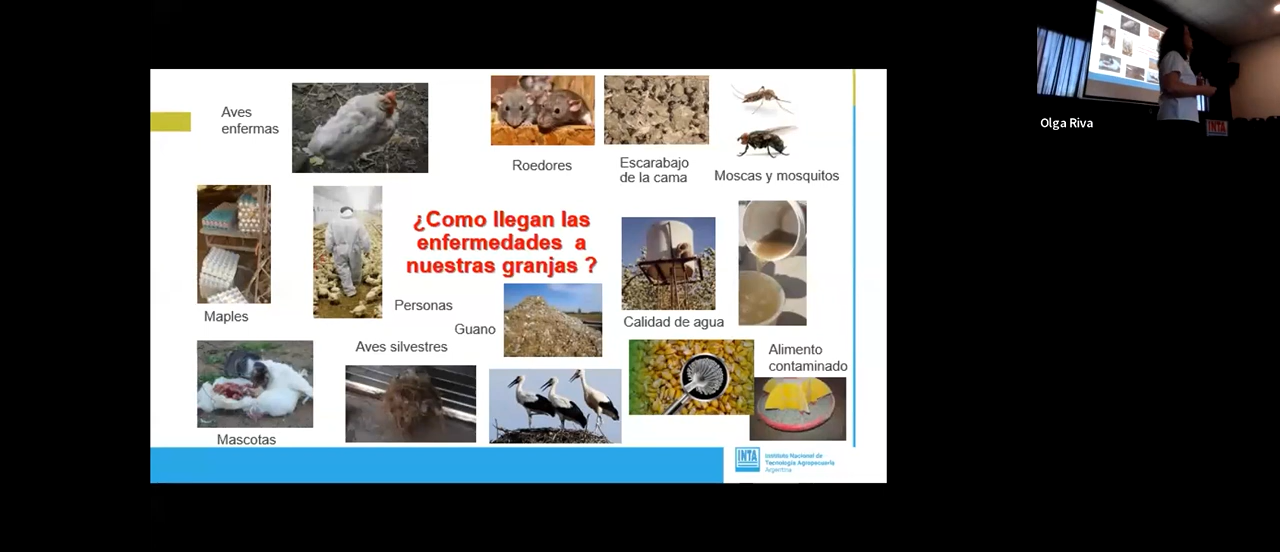 Aves
enfermas
Roedores
Escarabajo
de la cama
Moscas y mosquitos
¿Como llegan las
enfermedades a
nuestras granjas ?
Maples
Personas
Guano
Calidad de agua
Aves silvestres
Alimento
contaminado
Mascotas
INTA
Instituto Nacional de
Tecnología Agropecuaria
Argentina
Olga Riva
INTA